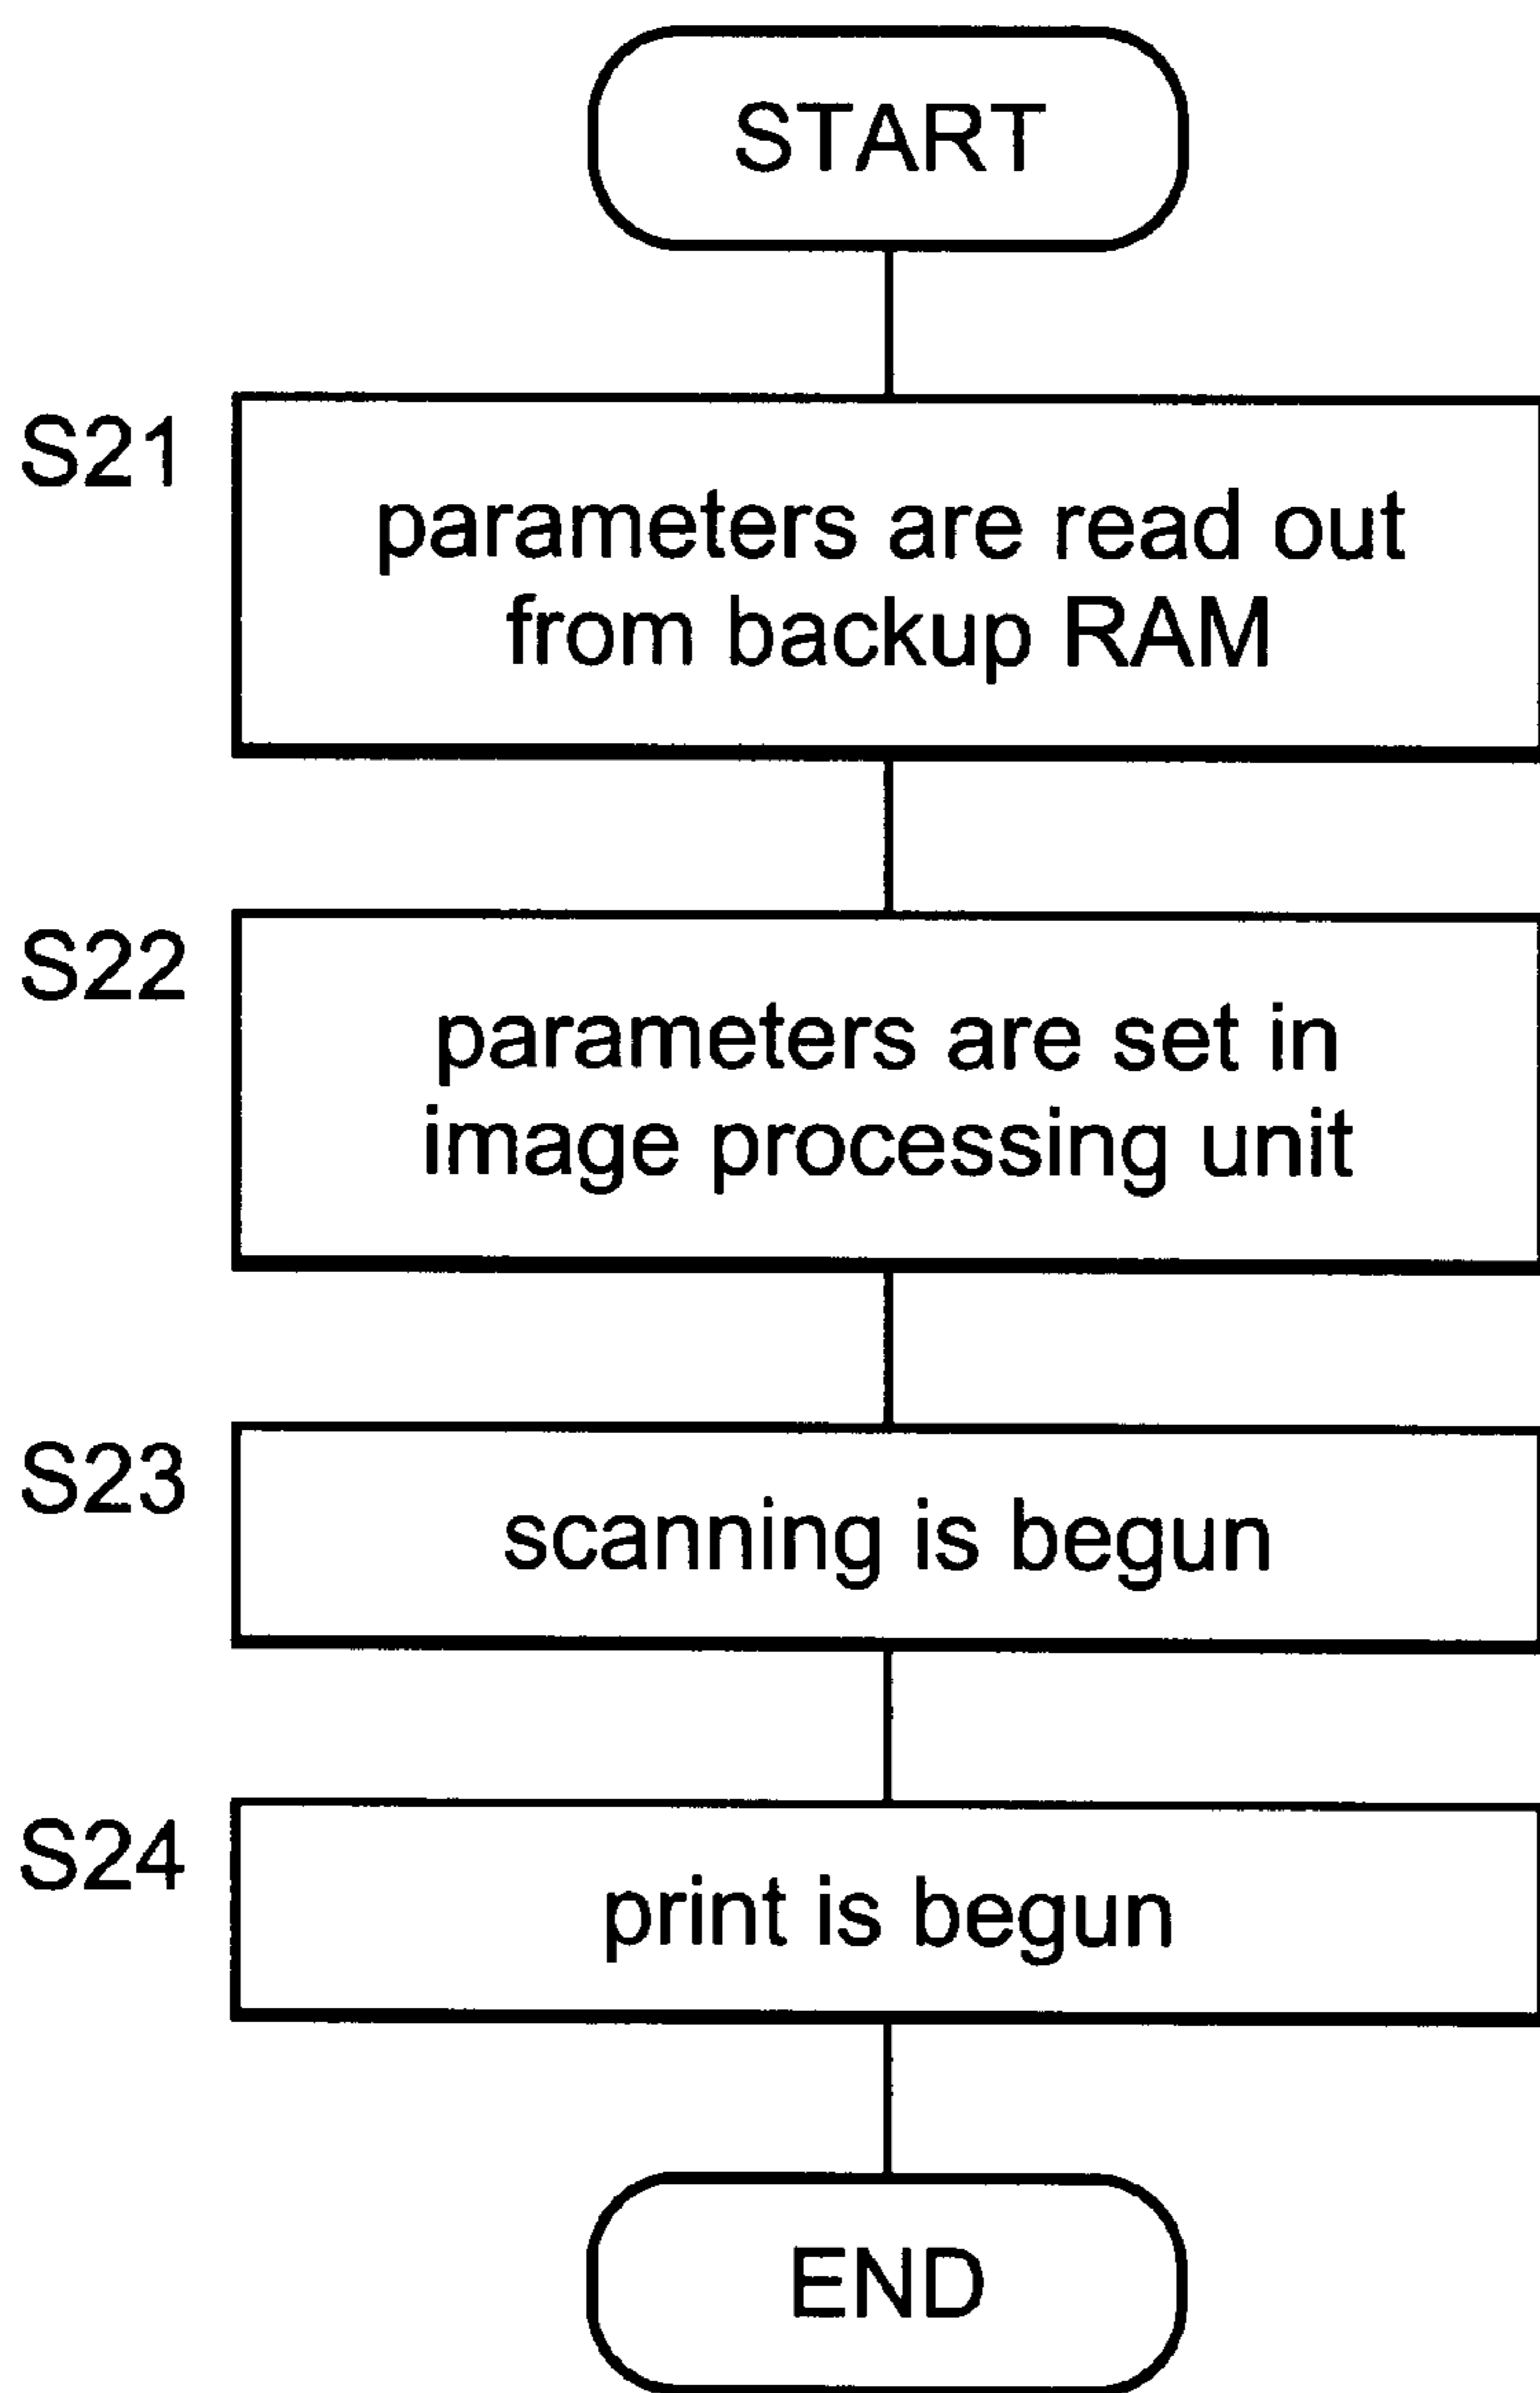 START
S21
parameters are read out
from backup RAM
S22
parameters are set in
image processing unit
S23
scanning is begun
S24
print is begun
END